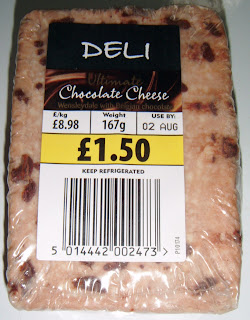 DELI
Ultimate
Chocolate Cheese
Wensleydale with Belgian chocolate
£/kg Weight USE BY:
£8.98 167g 02 AUG
£1.50
KEEP REFRIGERATED
5 014442 002473 >
P10174